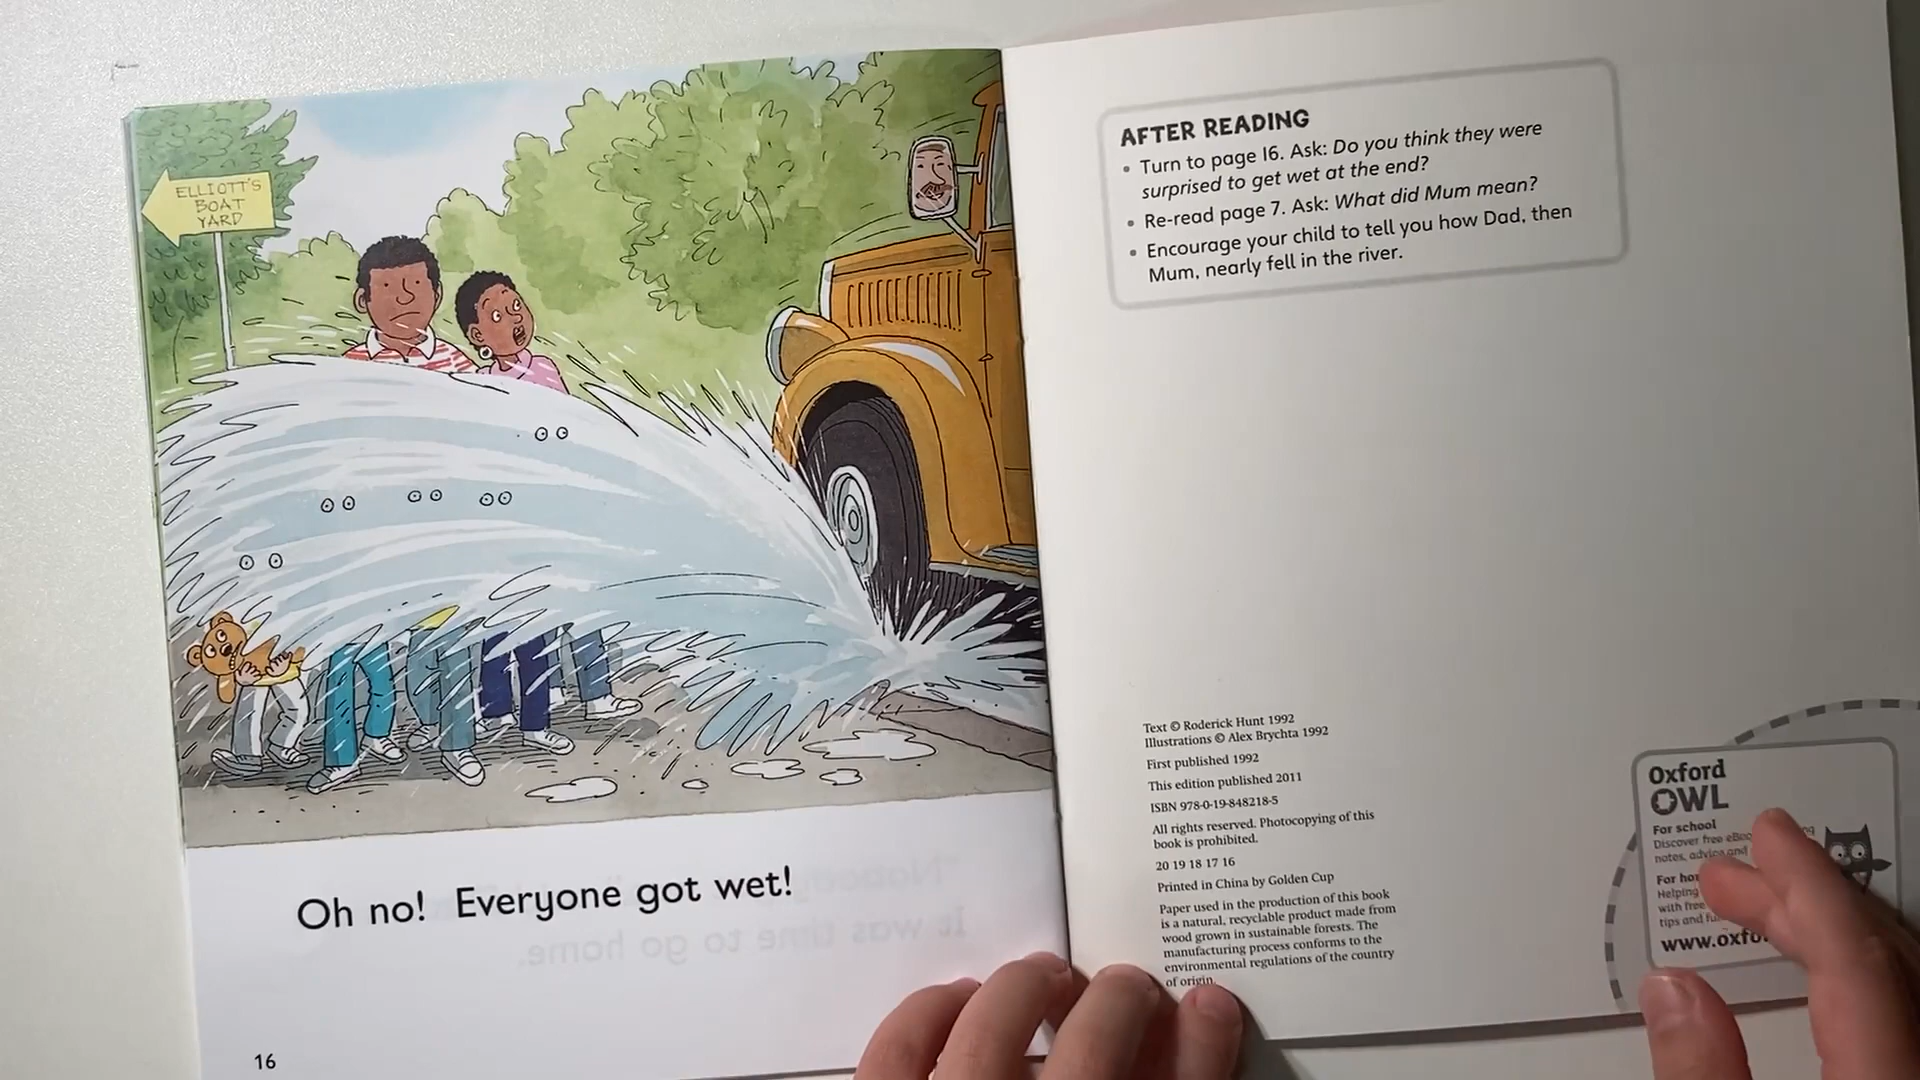 ELLIOTT'S
BOAT
YARD
Oh no! Everyone got wet!
16
AFTER READING
• Turn to page 16. Ask: Do you think they were
surprised to get wet at the end?
• Re-read page 7. Ask: What did Mum mean?
• Encourage your child to tell you how Dad, then
Mum, nearly fell in the river.
Text © Roderick Hunt 1992
Illustrations © Alex Brychta 1992
First published 1992
This edition published 2011
ISBN 978-0-19-848218-5
All rights reserved. Photocopying of this
book is prohibited.
20 19 18 17 16
Printed in China by Golden Cup
Paper used in the production of this book
is a natural, recyclable product made from
wood grown in sustainable forests. The
manufacturing process conforms to the
environmental regulations of the country
of origin.
Oxford
OWL
For school
Discover free
notes, advice and
For
Helping
with free
tips and